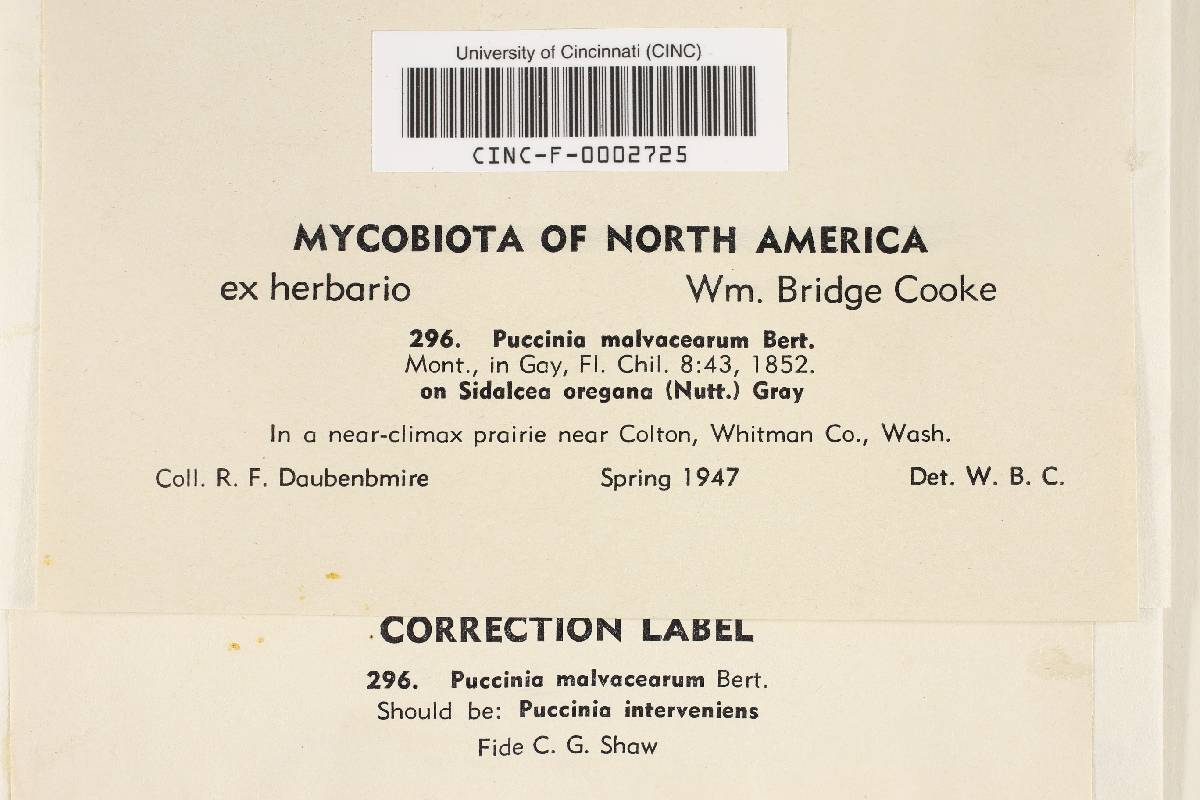 University of Cincinnati (CINC)
CINC-F-0002725
MYCOBIOTA OF NORTH AMERICA
ex herbario Wm. Bridge Cooke
296. Puccinia malvacearum Bert.
Mont., in Gay, Fl. Chil. 8:43, 1852.
on Sidalcea oregana (Nutt.) Gray
In a near-climax prairie near Colton, Whitman Co., Wash.
Coll. R. F. Daubenbmire Spring 1947 Det. W. B. C.
CORRECTION LABEL
296. Puccinia malvacearum Bert.
Should be: Puccinia interveniens
Fide C. G. Shaw